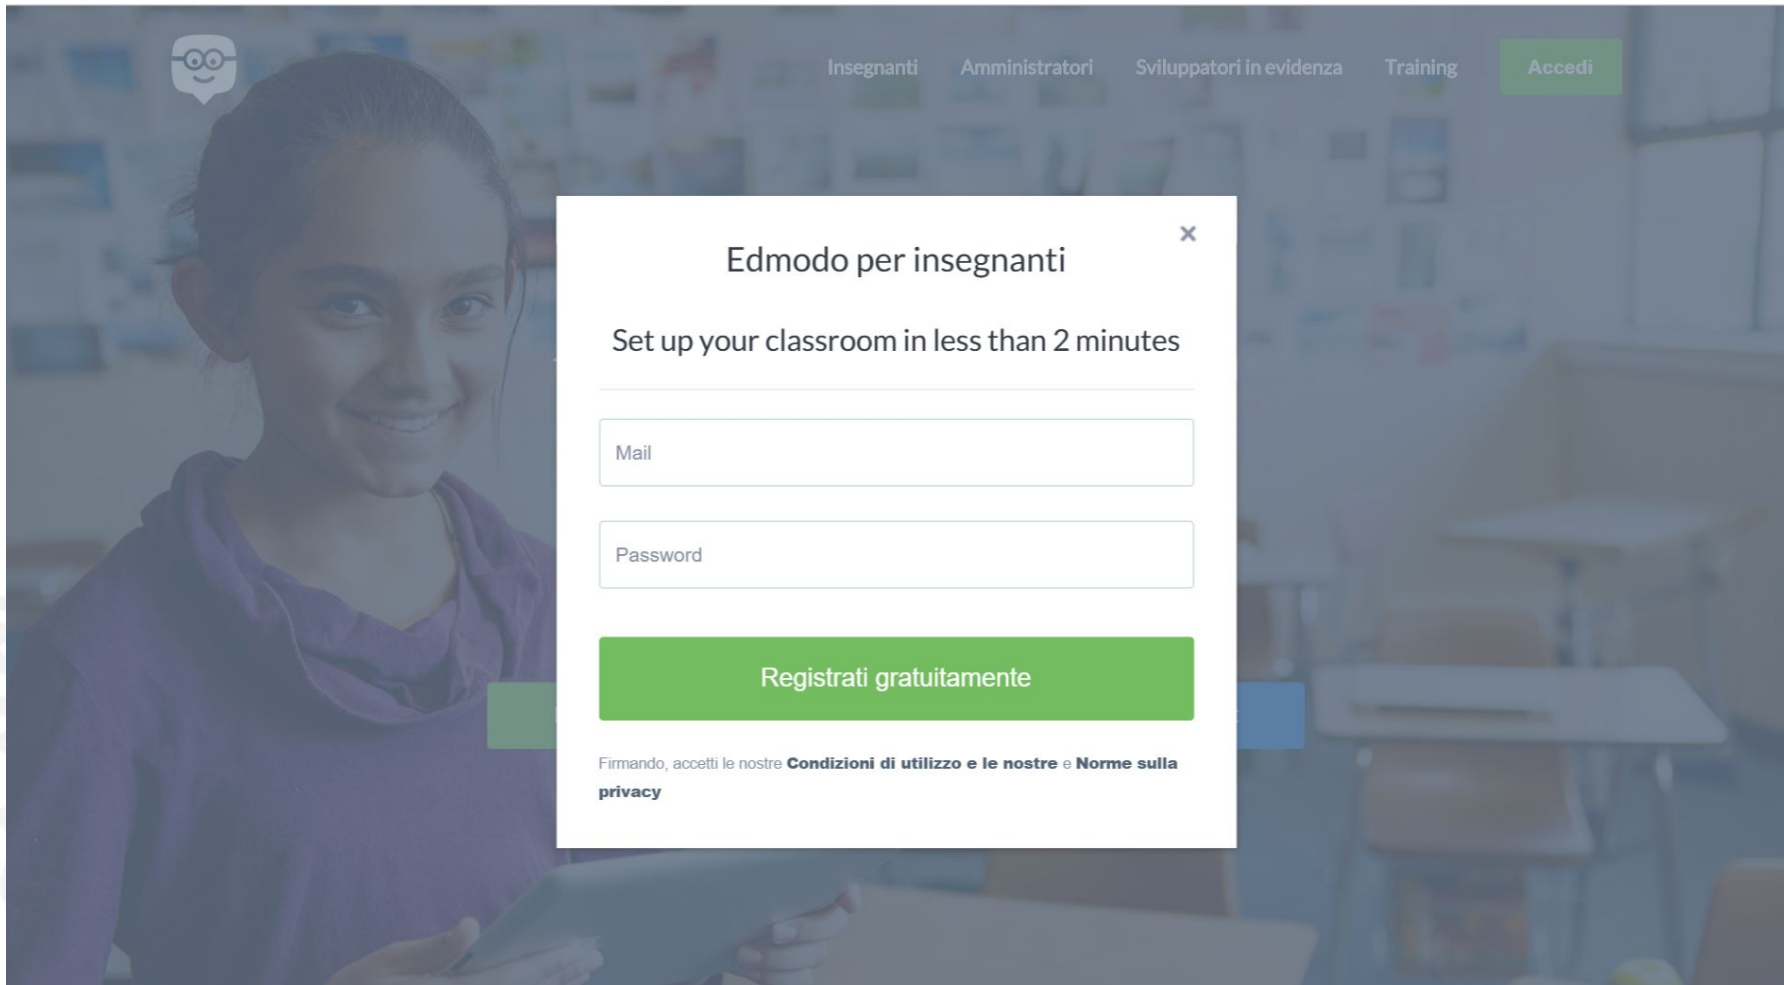 Insegnanti Amministratori Sviluppatori in evidenza Training Accedi
Edmodo per insegnanti
Set up your classroom in less than 2 minutes
Mail
Password
Registrati gratuitamente
Firmando, accetti le nostre Condizioni di utilizzo e le nostre e Norme sulla
privacy